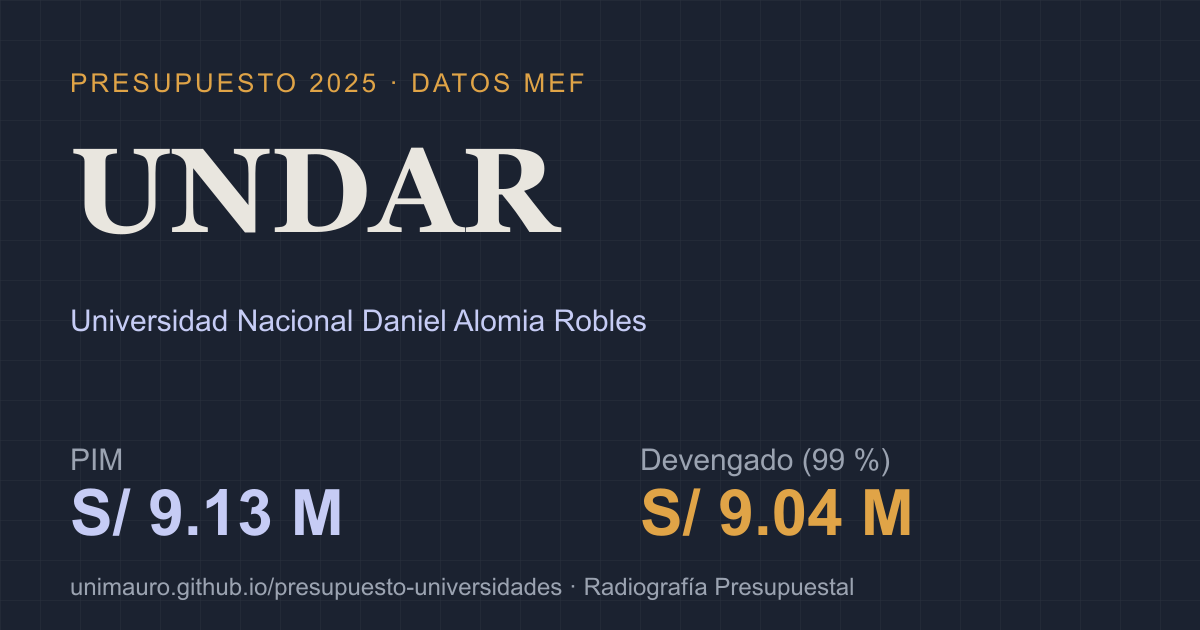 PRESUPUESTO 2025 · DATOS MEF
UNDAR
Universidad Nacional Daniel Alomia Robles
PIM
S/ 9.13 M
Devengado (99 %)
S/ 9.04 M
unimauro.github.io/presupuesto-universidades · Radiografía Presupuestal